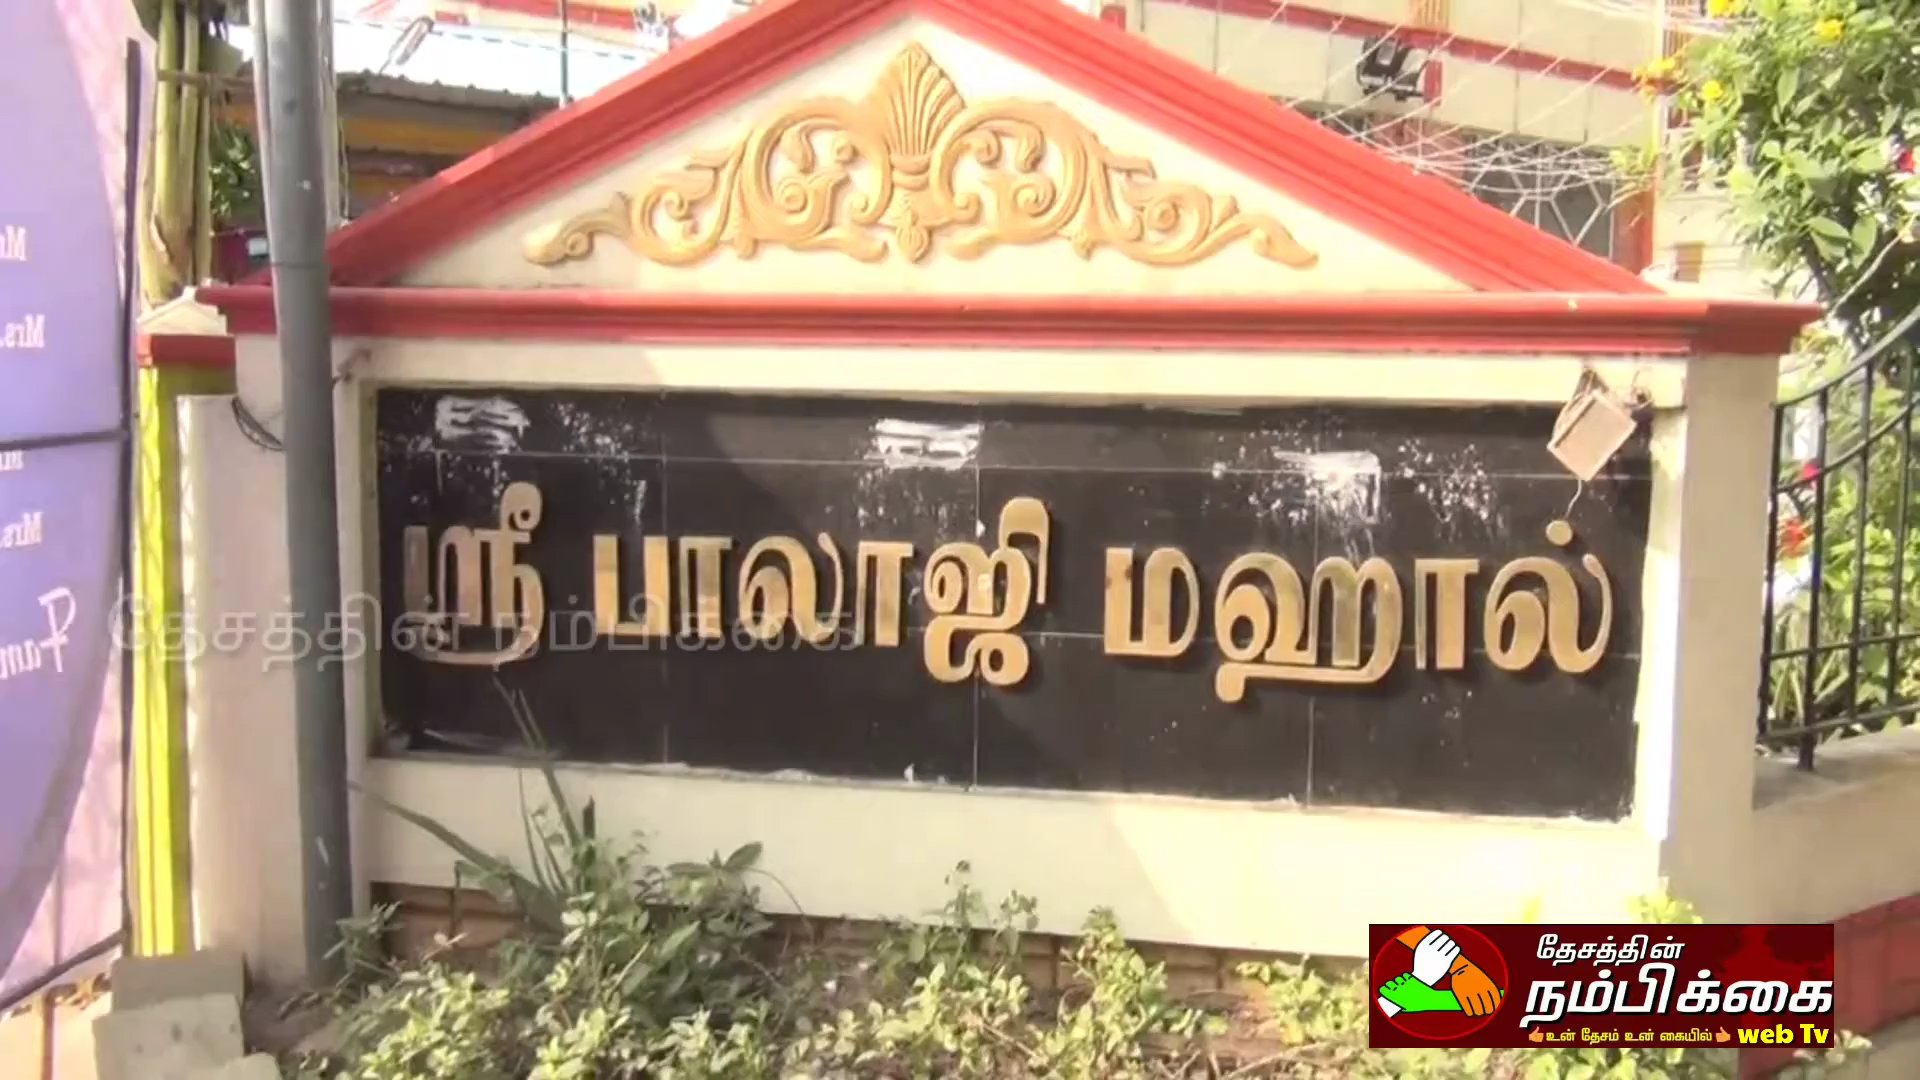 ஸ்ரீ பாலாஜி மஹால்
தேசத்தின் நம்பிக்கை
தேசத்தின்
நம்பிக்கை
உன் தேசம் உன் கையில்
web Tv